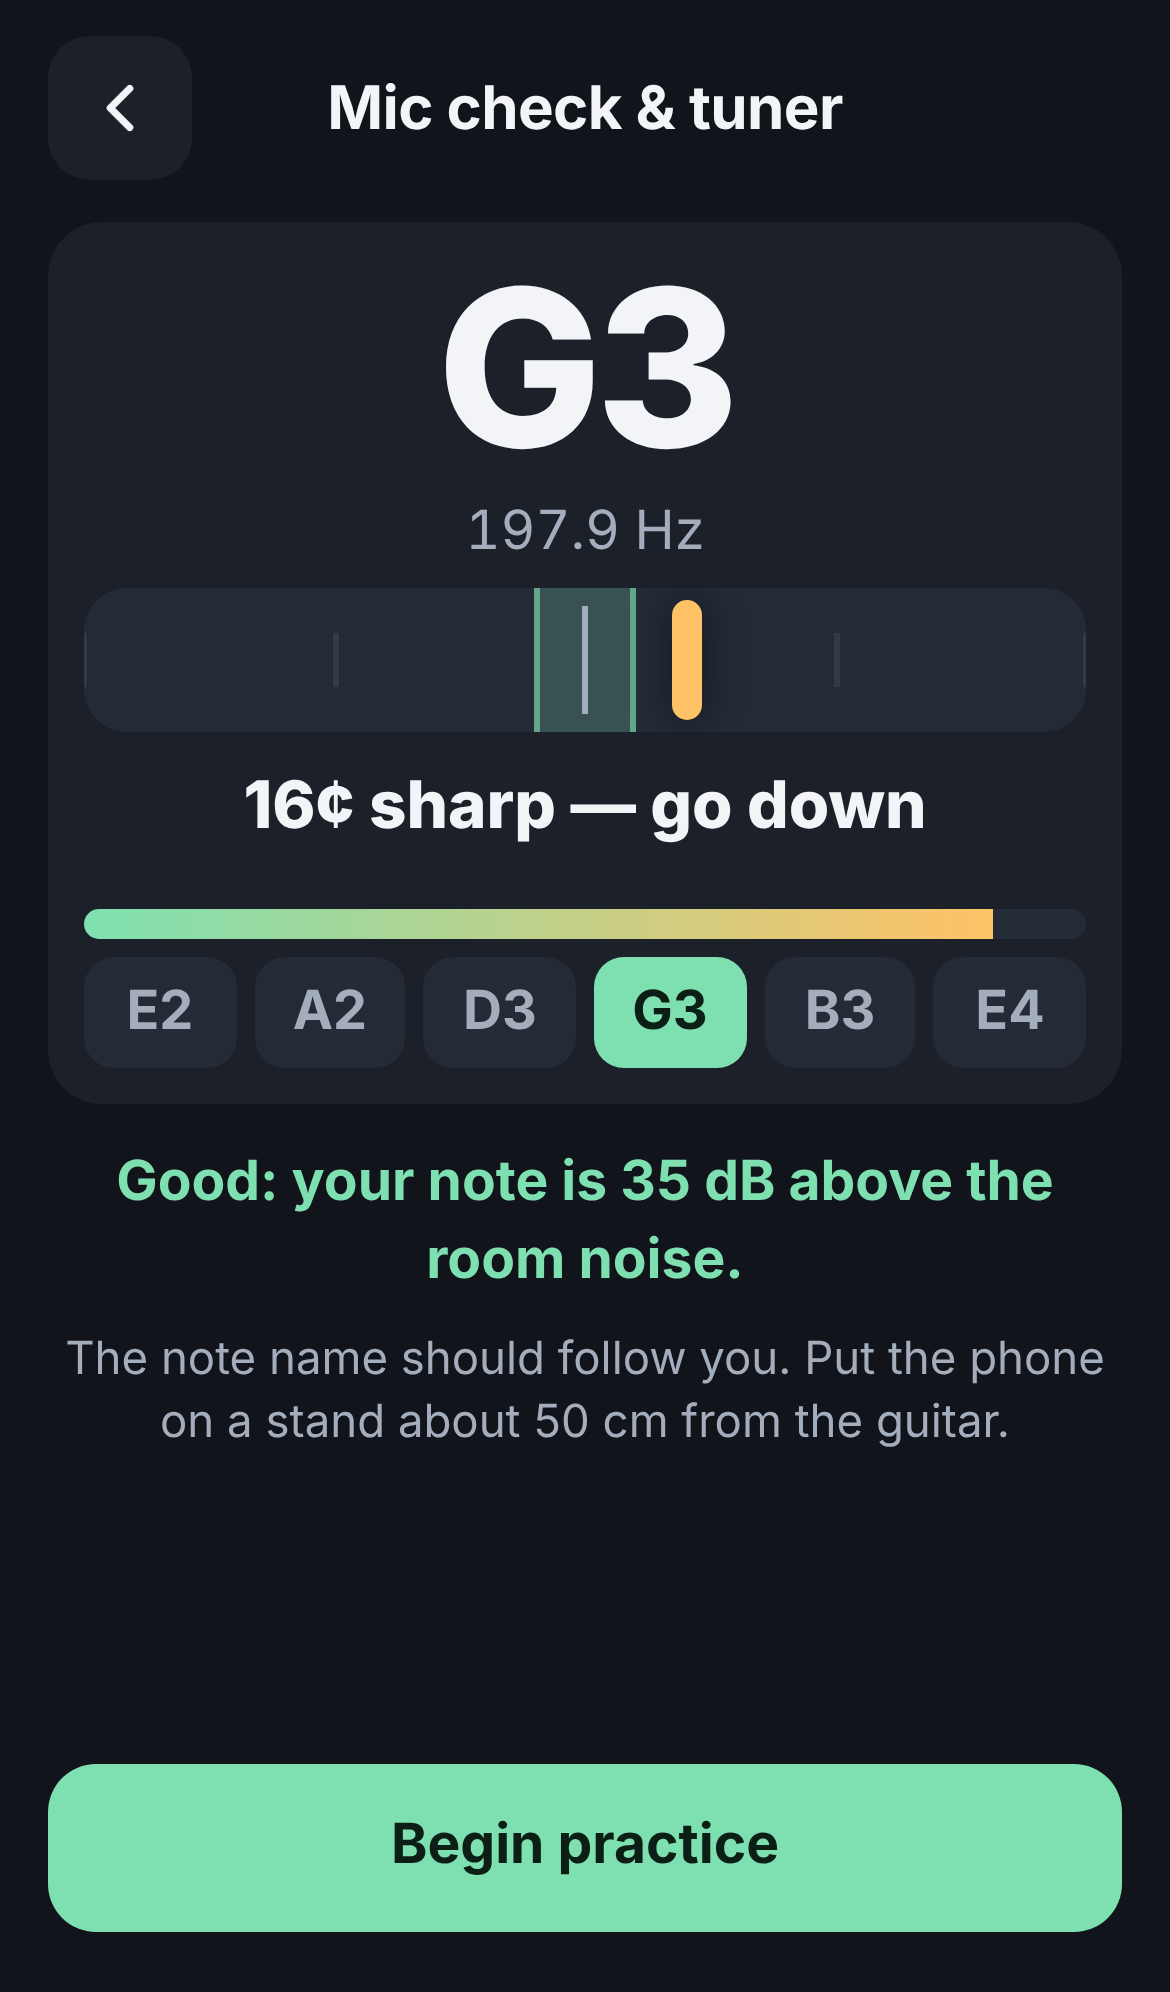 Mic check & tuner
G3
197.9 Hz
16¢ sharp — go down
E2 A2 D3 G3 B3 E4
Good: your note is 35 dB above the
room noise.
The note name should follow you. Put the phone
on a stand about 50 cm from the guitar.
Begin practice